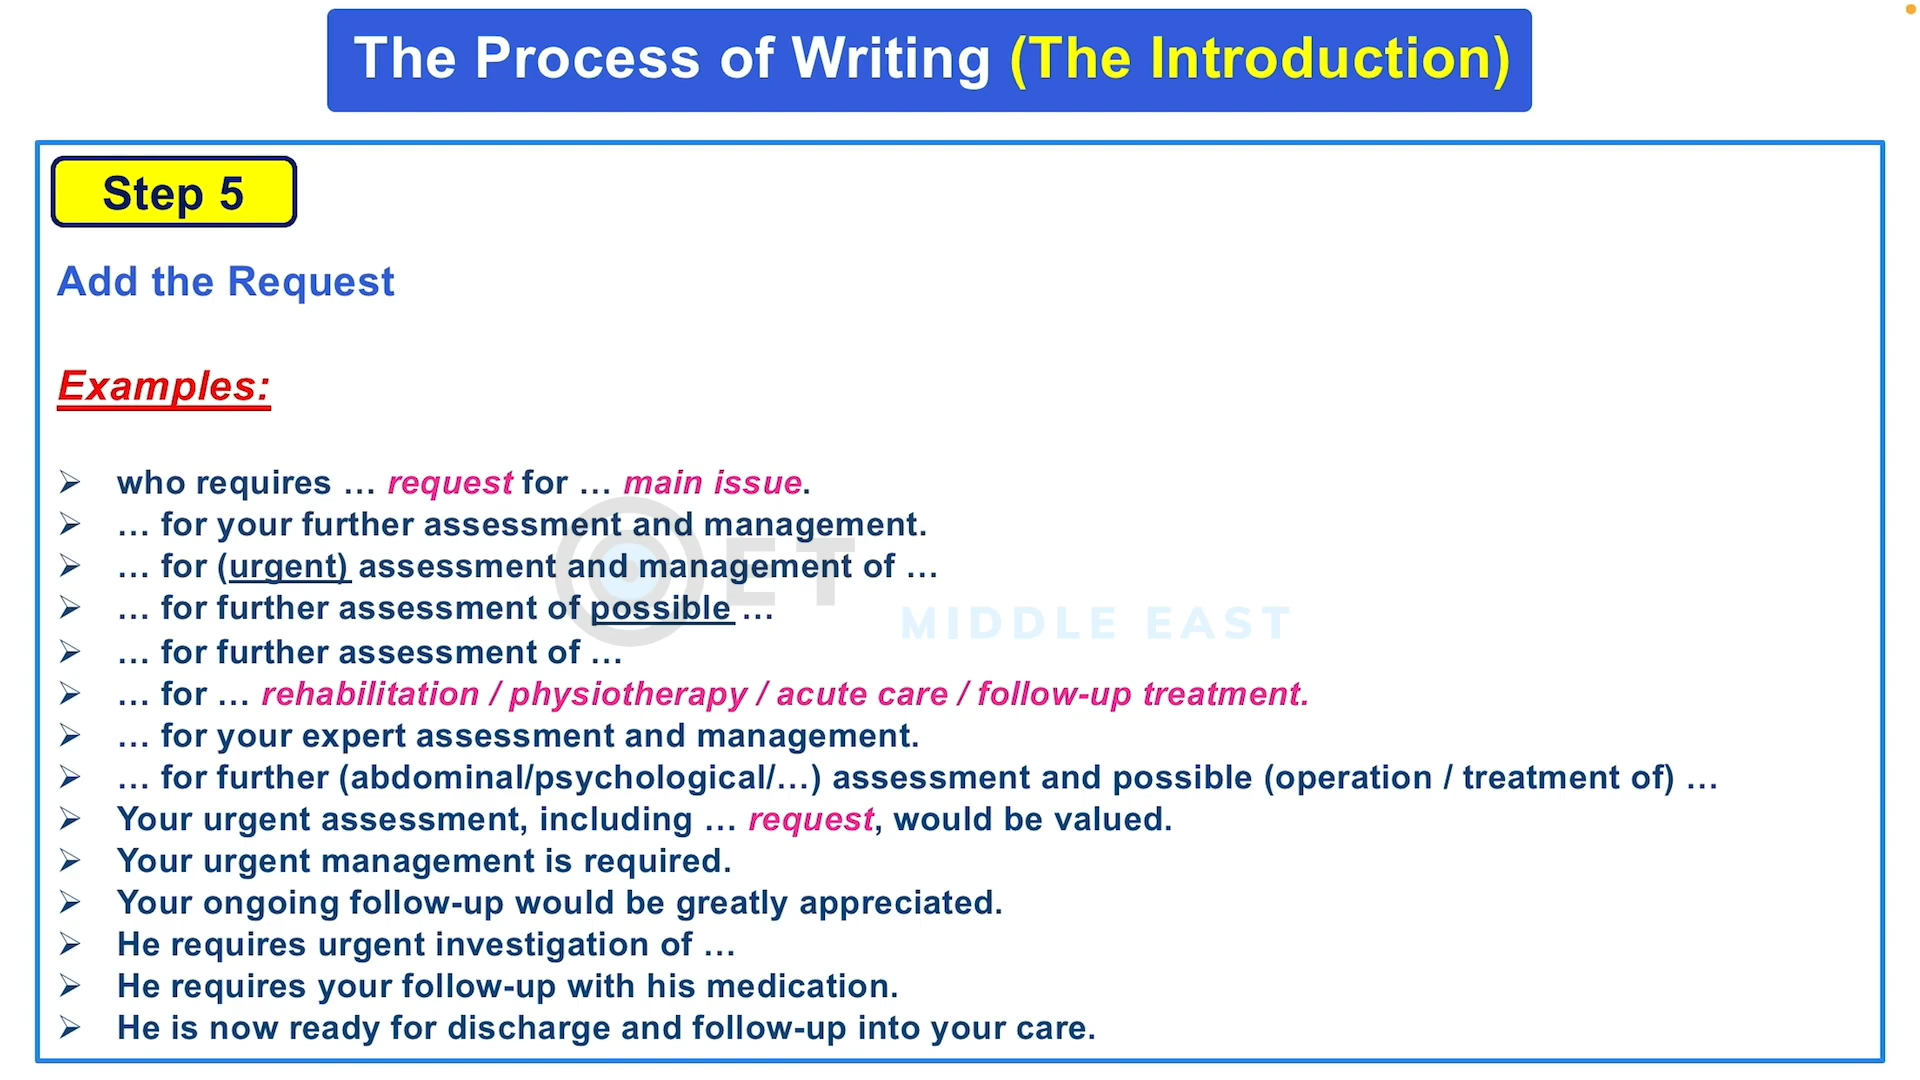 The Process of Writing (The Introduction)
Step 5
Add the Request
Examples:
➢ who requires … request for … main issue.
➢ … for your further assessment and management.
➢ … for (urgent) assessment and management of …
➢ … for further assessment of possible …
➢ … for further assessment of …
➢ … for … rehabilitation / physiotherapy / acute care / follow-up treatment.
➢ … for your expert assessment and management.
➢ … for further (abdominal/psychological/…) assessment and possible (operation / treatment of) …
➢ Your urgent assessment, including … request, would be valued.
➢ Your urgent management is required.
➢ Your ongoing follow-up would be greatly appreciated.
➢ He requires urgent investigation of …
➢ He requires your follow-up with his medication.
➢ He is now ready for discharge and follow-up into your care.
OET
MIDDLE EAST